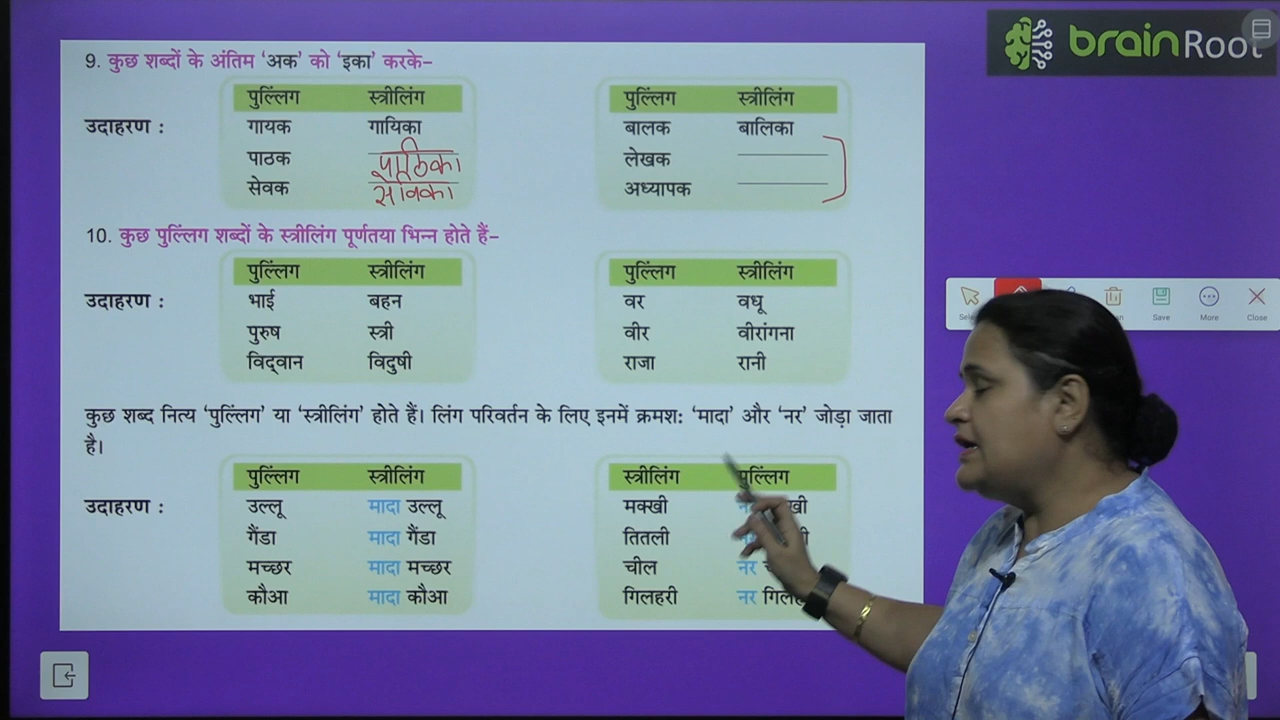 brainRoot
9. कुछ शब्दों के अंतिम ‘अक’ को ‘इका’ करके–
पुल्लिंग स्त्रीलिंग पुल्लिंग स्त्रीलिंग
उदाहरण : गायक गायिका बालक बालिका
पाठक पाठिका लेखक
सेवक सेविका अध्यापक
10. कुछ पुल्लिंग शब्दों के स्त्रीलिंग पूर्णतया भिन्न होते हैं–
पुल्लिंग स्त्रीलिंग पुल्लिंग स्त्रीलिंग
उदाहरण : भाई बहन वर वधू
पुरुष स्त्री वीर वीरांगना
विद्वान विदुषी राजा रानी
कुछ शब्द नित्य ‘पुल्लिंग’ या ‘स्त्रीलिंग’ होते हैं। लिंग परिवर्तन के लिए इनमें क्रमशः ‘मादा’ और ‘नर’ जोड़ा जाता
है।
पुल्लिंग स्त्रीलिंग स्त्रीलिंग पुल्लिंग
उदाहरण : उल्लू मादा उल्लू मक्खी
गैंडा मादा गैंडा तितली
मच्छर मादा मच्छर चील नर
कौआ मादा कौआ गिलहरी नर
Save More Close